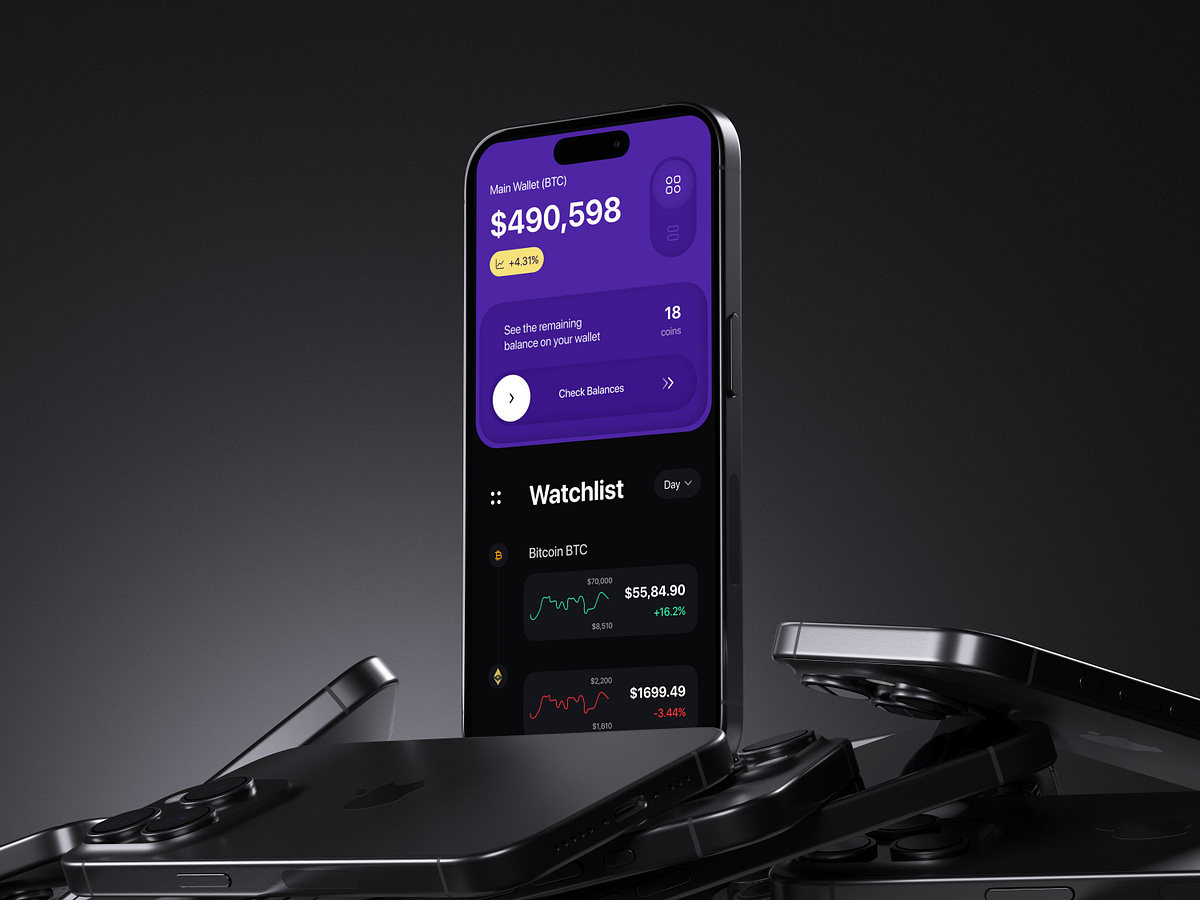 Main Wallet (BTC)
$490,598
+4.31%
See the remaining
balance on your wallet
18
coins
Check Balances
Watchlist
Day
Bitcoin BTC
$70,000
$55,84.90
+16.2%
$8,510
$2,200
$1699.49
-3.44%
$1,610